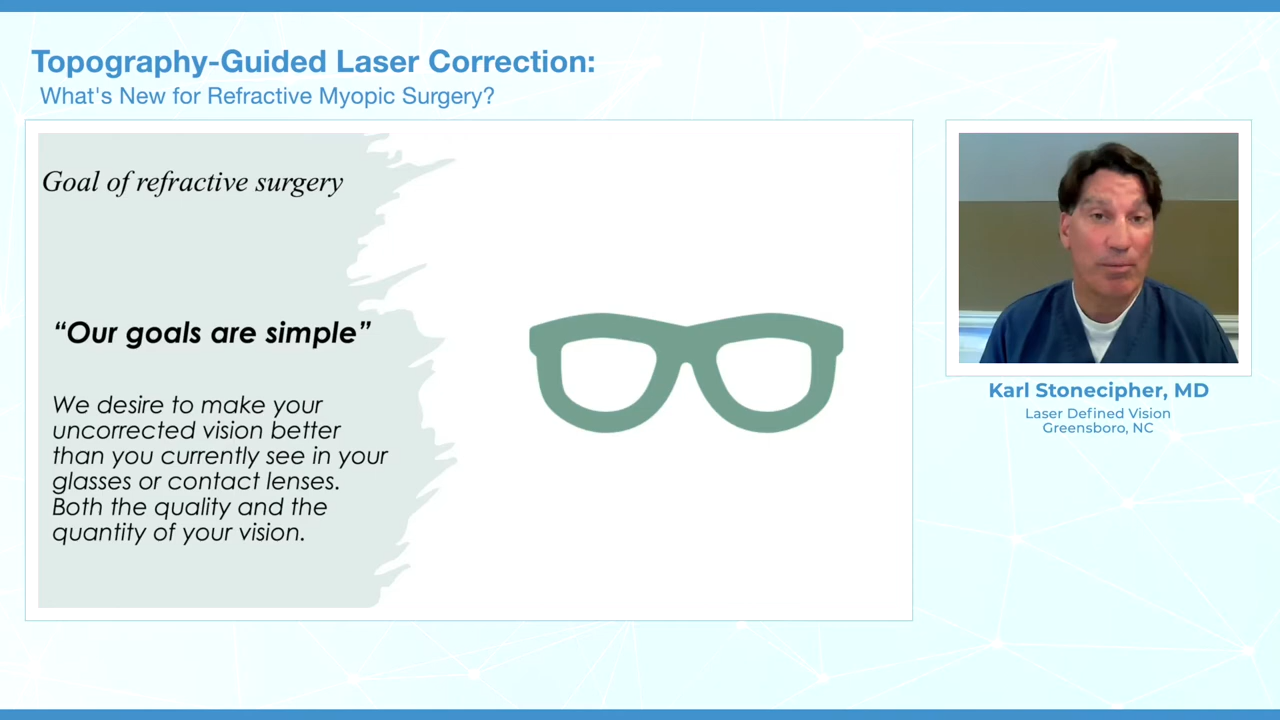 Topography-Guided Laser Correction:
What's New for Refractive Myopic Surgery?
Goal of refractive surgery
“Our goals are simple”
We desire to make your
uncorrected vision better
than you currently see in your
glasses or contact lenses.
Both the quality and the
quantity of your vision.
Karl Stonecipher, MD
Laser Defined Vision
Greensboro, NC